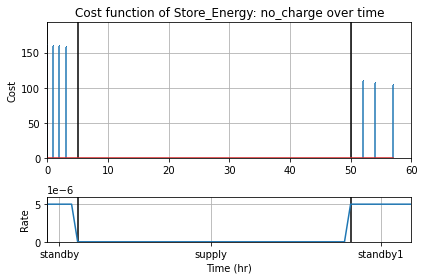 Cost function of Store_Energy: no_charge over time
150
100
50
0
Cost
0 10 20 30 40 50 60
1e−6
5
0
Rate
standby supply standby1
Time (hr)